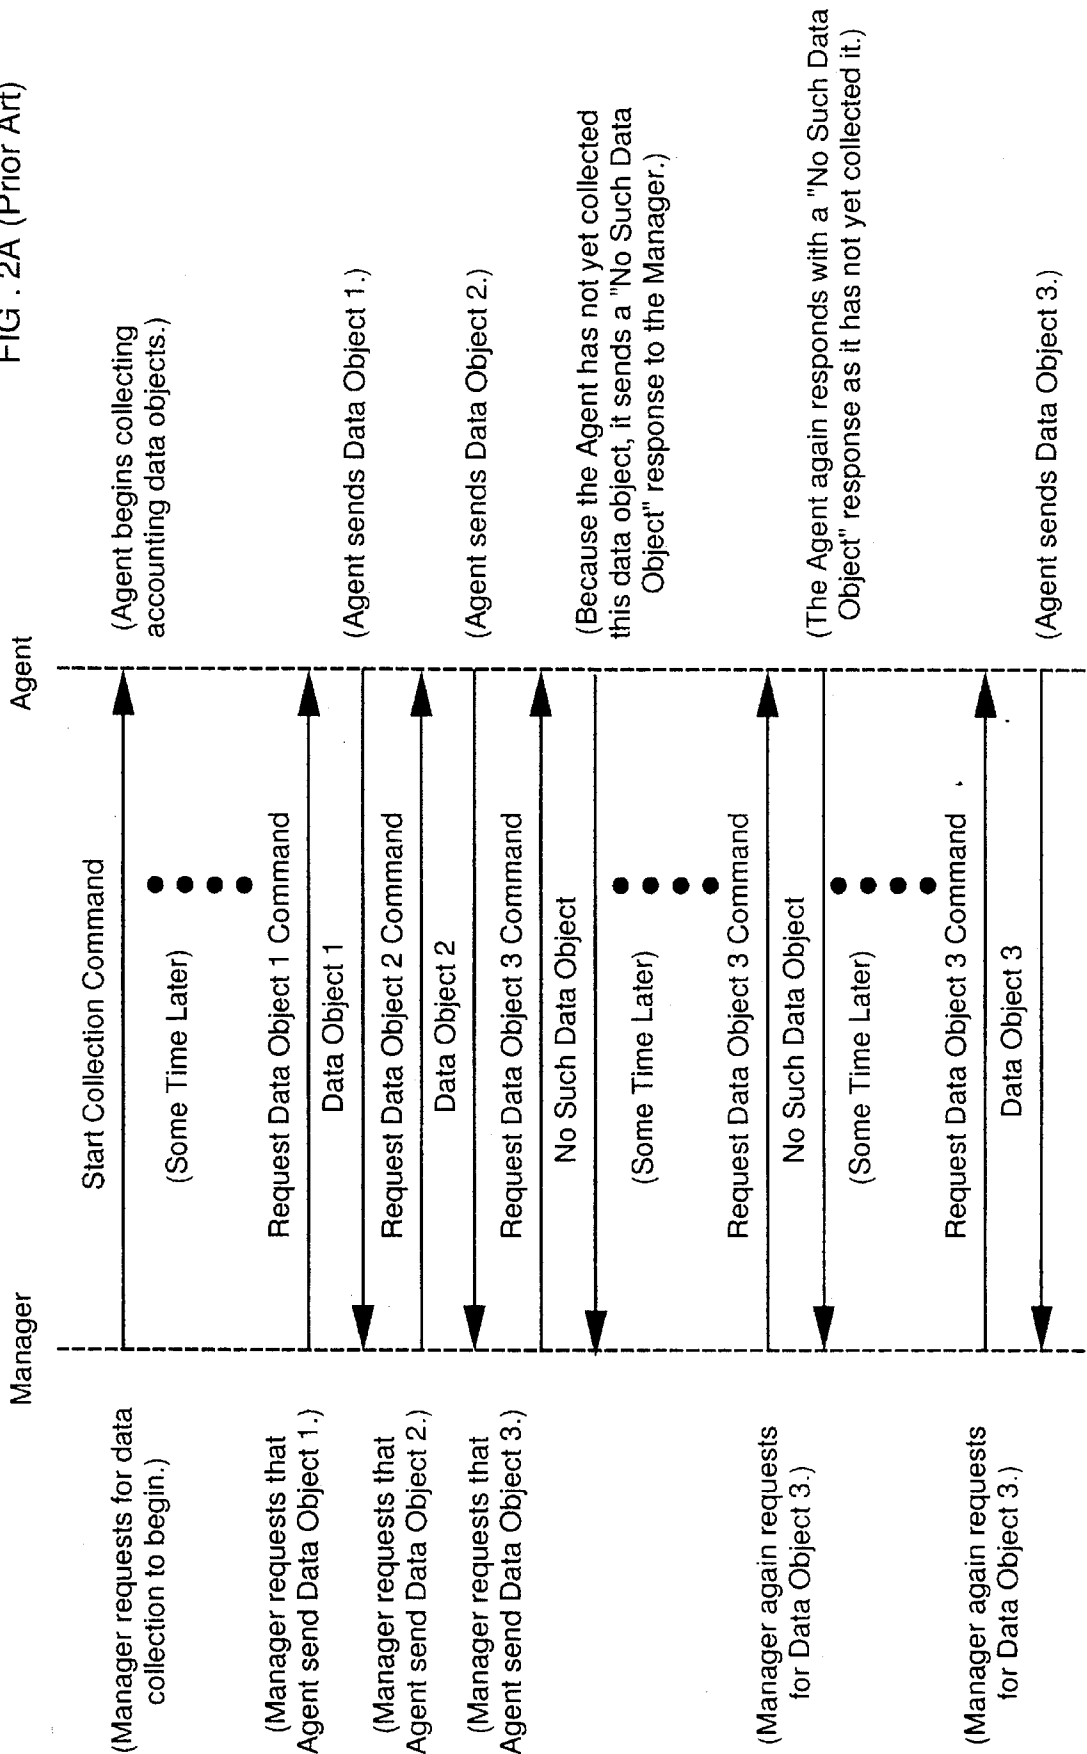 FIG . 2A (Prior Art)
Manager
Agent
(Manager requests for data
collection to begin.)
Start Collection Command
(Agent begins collecting
accounting data objects.)
(Some Time Later)
(Manager requests that
Agent send Data Object 1.)
Request Data Object 1 Command
Data Object 1
(Agent sends Data Object 1.)
(Manager requests that
Agent send Data Object 2.)
Request Data Object 2 Command
Data Object 2
(Agent sends Data Object 2.)
(Manager requests that
Agent send Data Object 3.)
Request Data Object 3 Command
No Such Data Object
(Because the Agent has not yet collected
this data object, it sends a "No Such Data
Object" response to the Manager.)
(Some Time Later)
(Manager again requests
for Data Object 3.)
Request Data Object 3 Command
No Such Data Object
(The Agent again responds with a "No Such Data
Object" response as it has not yet collected it.)
(Some Time Later)
(Manager again requests
for Data Object 3.)
Request Data Object 3 Command
Data Object 3
(Agent sends Data Object 3.)